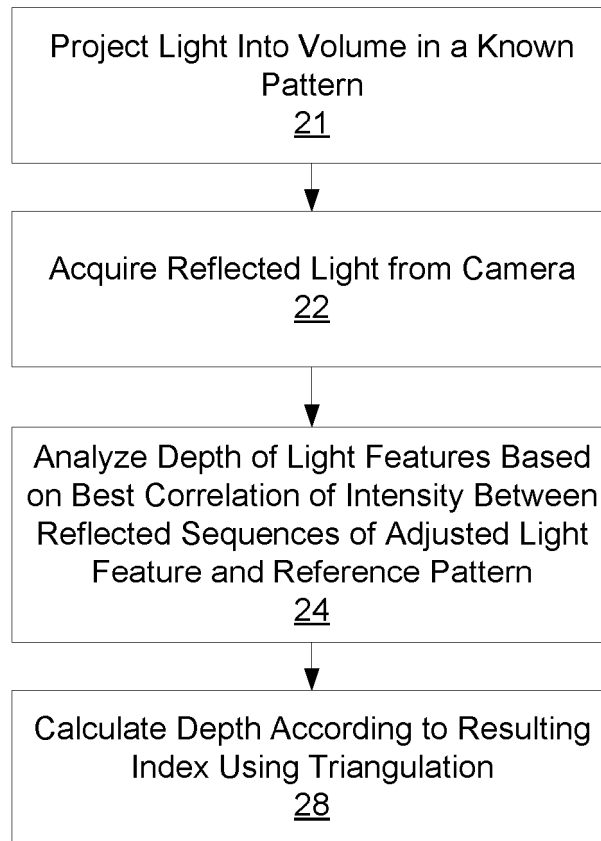 Project Light Into Volume in a Known
Pattern
21
Acquire Reflected Light from Camera
22
Analyze Depth of Light Features Based
on Best Correlation of Intensity Between
Reflected Sequences of Adjusted Light
Feature and Reference Pattern
24
Calculate Depth According to Resulting
Index Using Triangulation
28